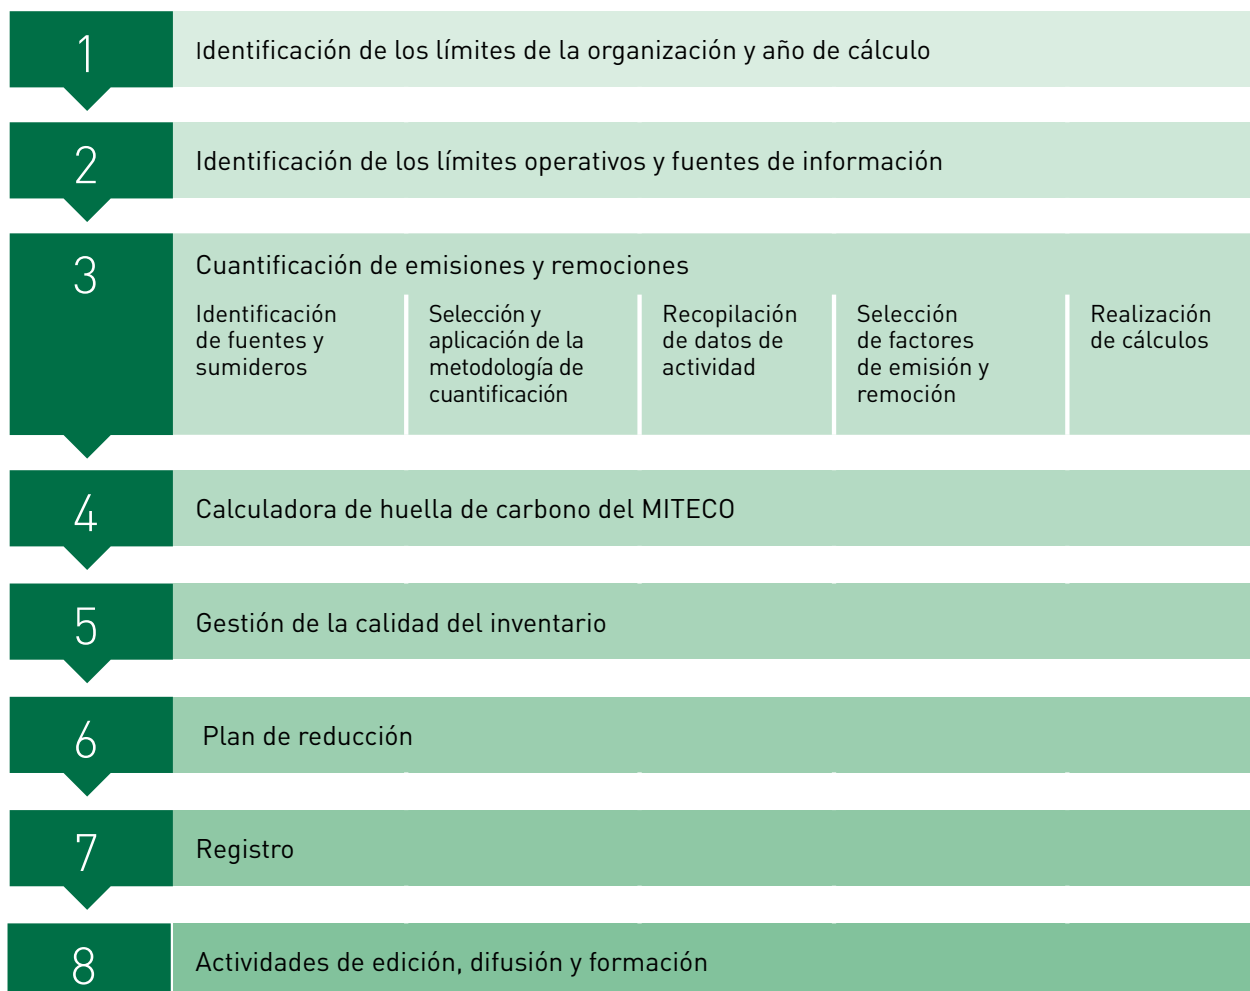 1
Identificación de los límites de la organización y año de cálculo
2
Identificación de los límites operativos y fuentes de información
3
Cuantificación de emisiones y remociones
Identificación
de fuentes y
sumideros
Selección y
aplicación de la
metodología de
cuantificación
Recopilación
de datos de
actividad
Selección
de factores
de emisión y
remoción
Realización
de cálculos
4
Calculadora de huella de carbono del MITECO
5
Gestión de la calidad del inventario
6
Plan de reducción
7
Registro
8
Actividades de edición, difusión y formación